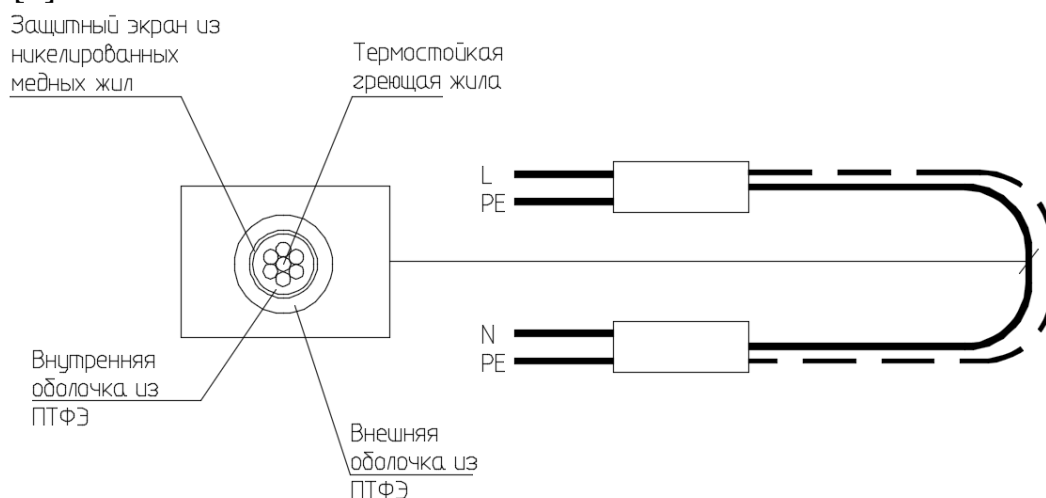 Защитный экран из
никелированных
медных жил
Термостойкая
греющая жила
L
PE
N
PE
Внутренняя
оболочка из
ПТФЭ
Внешняя
оболочка из
ПТФЭ